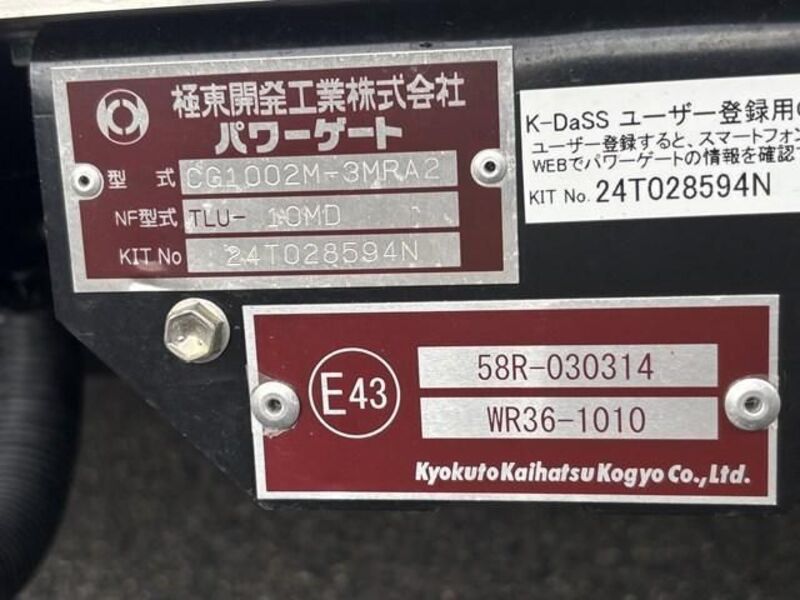 極東開発工業株式会社
パワーゲート
型 式 CG1002M-3MRA2
NF型式 TLU- 10MD
KIT No 24T028594N
K-DaSS ユーザー登録用の
ユーザー登録すると、スマートフォン
WEBでパワーゲートの情報を確認
KIT No. 24T028594N
E43
58R-030314
WR36-1010
Kyokuto Kaihatsu Kogyo Co., Ltd.